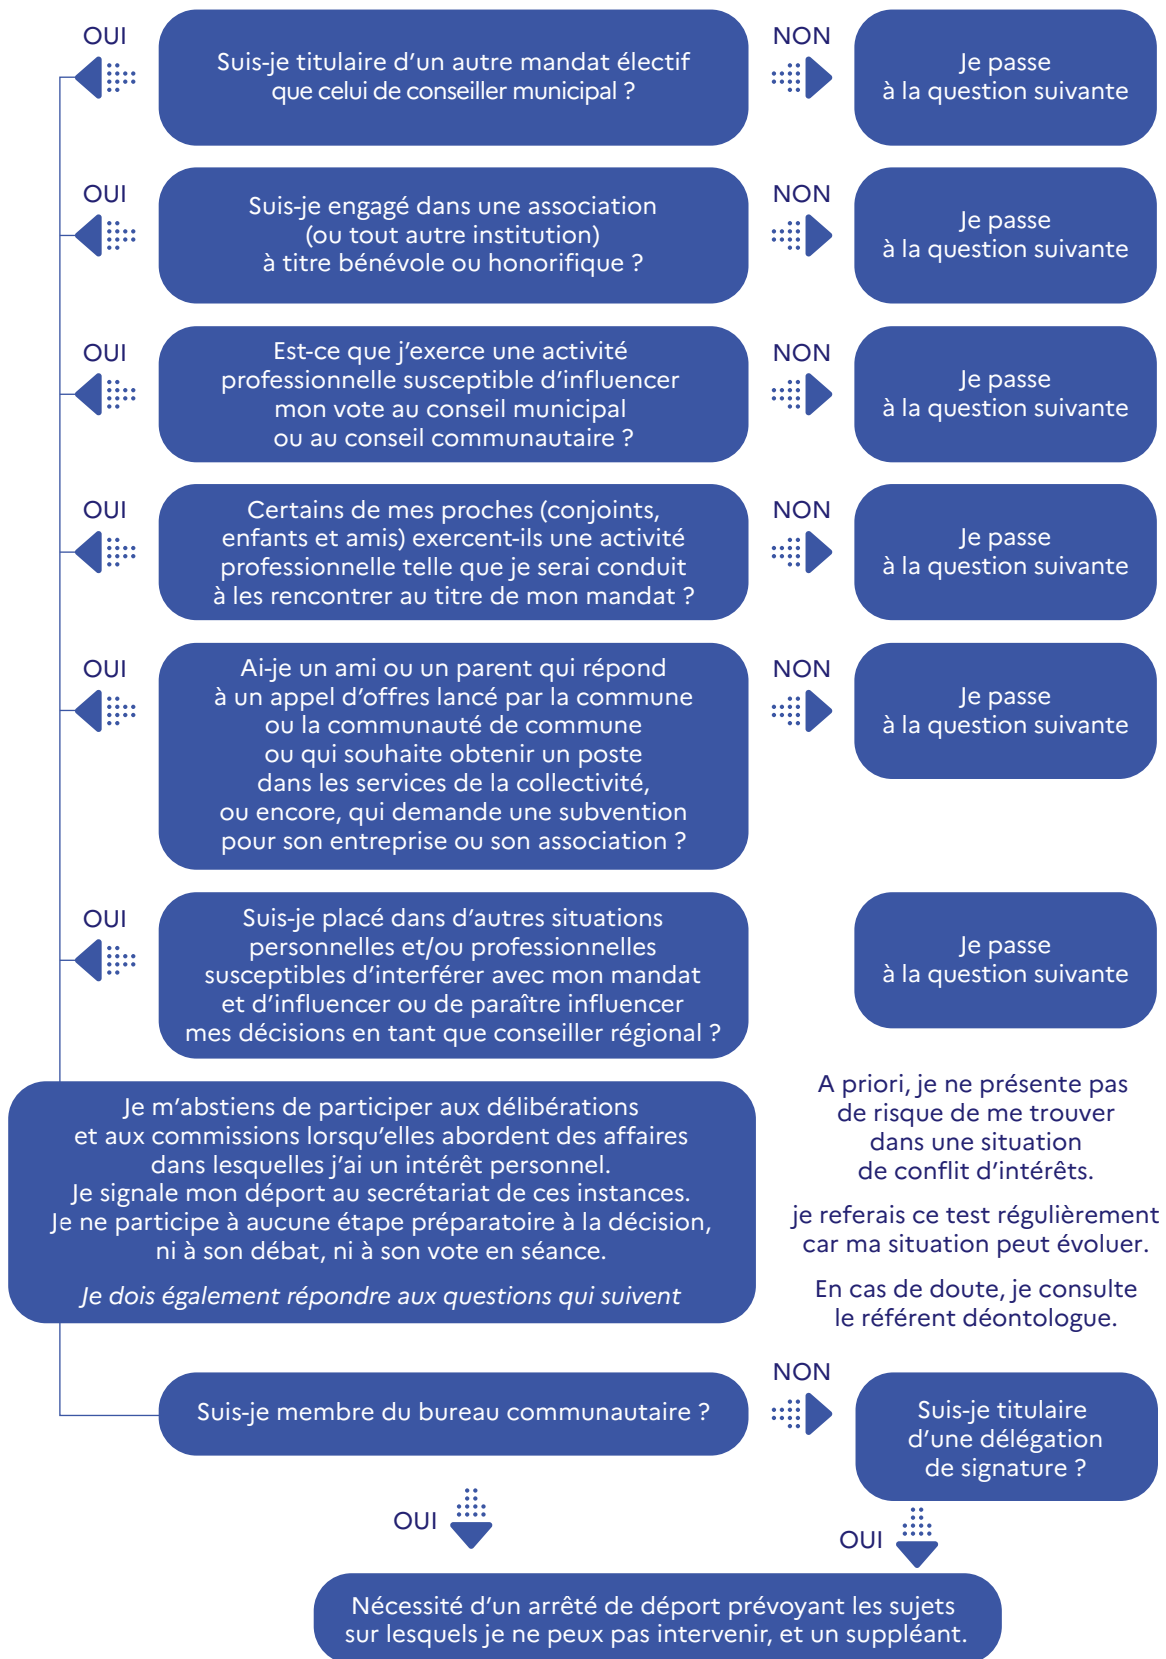 OUI
Suis-je titulaire d’un autre mandat électif
que celui de conseiller municipal ?
NON
Je passe
à la question suivante
OUI
Suis-je engagé dans une association
(ou tout autre institution)
à titre bénévole ou honorifique ?
NON
Je passe
à la question suivante
OUI
Est-ce que j’exerce une activité
professionnelle susceptible d’influencer
mon vote au conseil municipal
ou au conseil communautaire ?
NON
Je passe
à la question suivante
OUI
Certains de mes proches (conjoints,
enfants et amis) exercent-ils une activité
professionnelle telle que je serai conduit
à les rencontrer au titre de mon mandat ?
NON
Je passe
à la question suivante
OUI
Ai-je un ami ou un parent qui répond
à un appel d’offres lancé par la commune
ou la communauté de commune
ou qui souhaite obtenir un poste
dans les services de la collectivité,
ou encore, qui demande une subvention
pour son entreprise ou son association ?
NON
Je passe
à la question suivante
OUI
Suis-je placé dans d’autres situations
personnelles et/ou professionnelles
susceptibles d’interférer avec mon mandat
et d’influencer ou de paraître influencer
mes décisions en tant que conseiller régional ?
Je passe
à la question suivante
Je m’abstiens de participer aux délibérations
et aux commissions lorsqu’elles abordent des affaires
dans lesquelles j’ai un intérêt personnel.
Je signale mon déport au secrétariat de ces instances.
Je ne participe à aucune étape préparatoire à la décision,
ni à son débat, ni à son vote en séance.
Je dois également répondre aux questions qui suivent
A priori, je ne présente pas
de risque de me trouver
dans une situation
de conflit d’intérêts.
je referais ce test régulièrement
car ma situation peut évoluer.
En cas de doute, je consulte
le référent déontologue.
Suis-je membre du bureau communautaire ?
NON
Suis-je titulaire
d’une délégation
de signature ?
OUI
OUI
Nécessité d’un arrêté de déport prévoyant les sujets
sur lesquels je ne peux pas intervenir, et un suppléant.